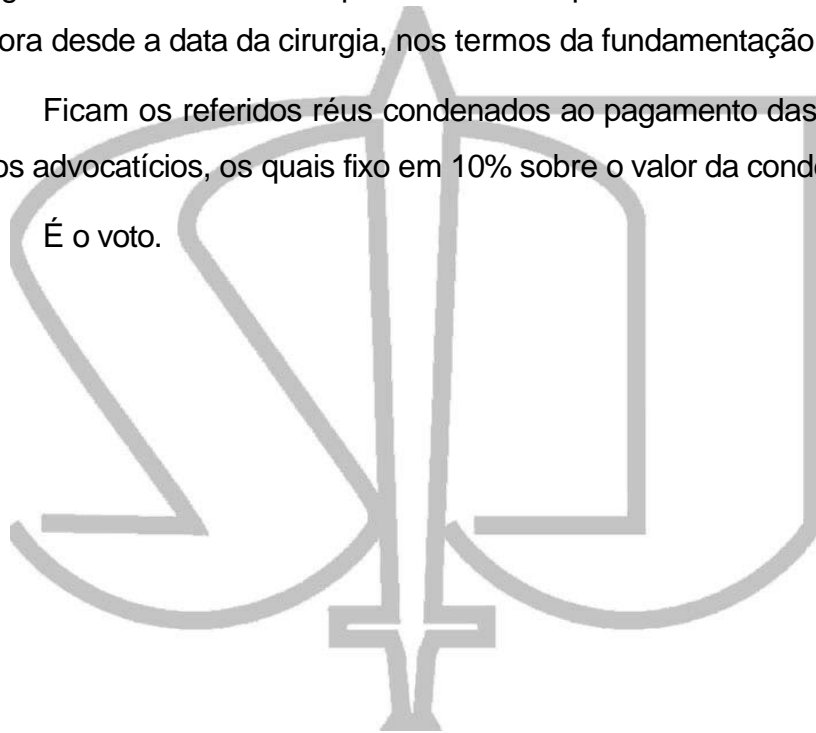 ora desde a data da cirurgia, nos termos da fundamentação
Ficam os referidos réus condenados ao pagamento das
os advocatícios, os quais fixo em 10% sobre o valor da conde
É o voto.